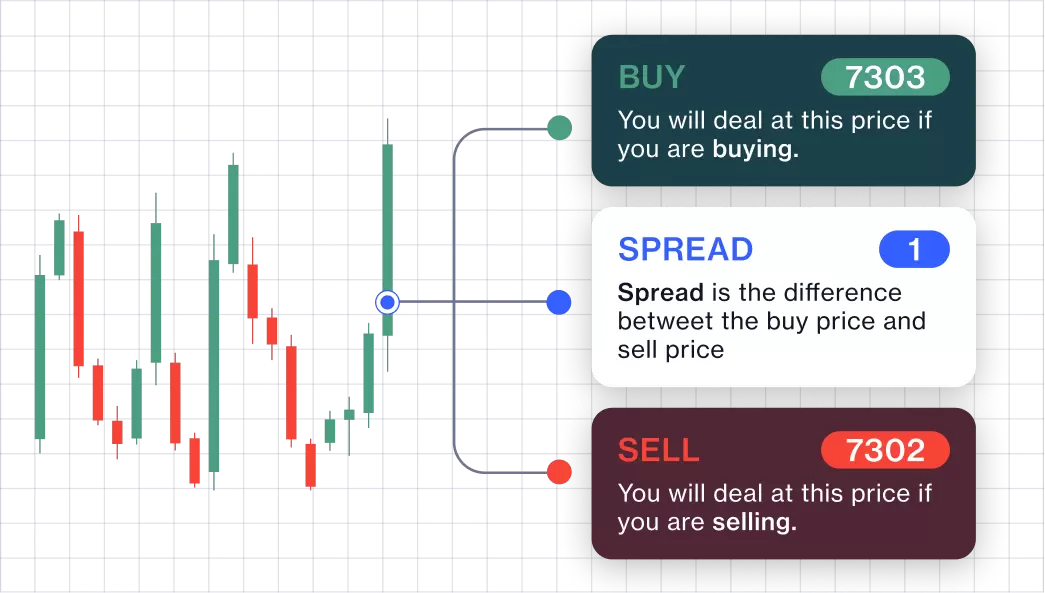 BUY 7303
You will deal at this price if
you are buying.
SPREAD 1
Spread is the difference
betweet the buy price and
sell price
SELL 7302
You will deal at this price if
you are selling.